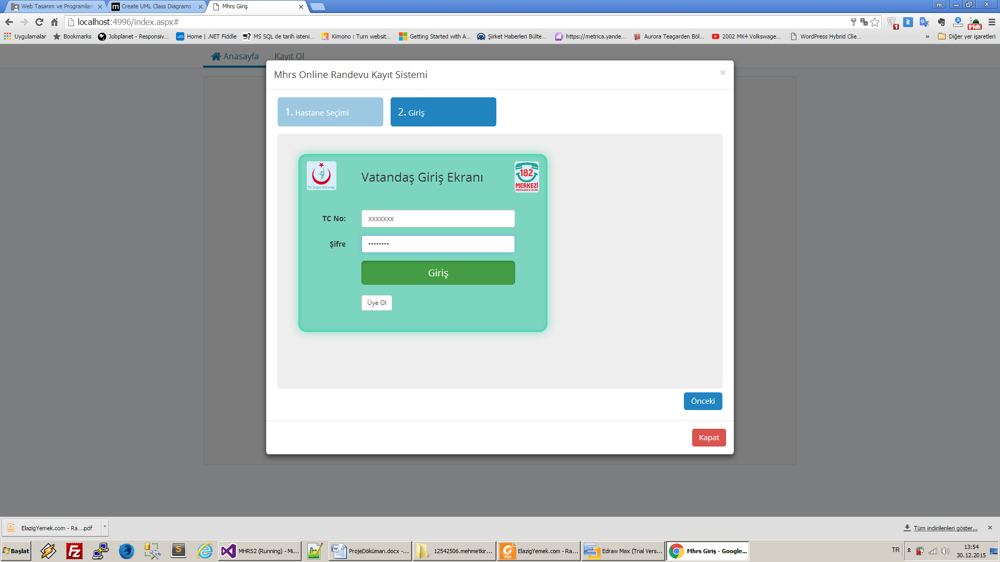 Web Tasarım ve Programlam
Create UML Class Diagrams
Mhrs Giriş
localhost:4996/index.aspx#
Uygulamalar
Bookmarks
Jobplanet - Responsiv...
Home | .NET Fiddle
MS SQL de tarih isteni...
Kimono : Turn websit...
Getting Started with A...
Şirket Haberleri Bülte...
https://metrica.yande...
Aurora Teagarden Böl...
2002 MK4 Volkswage...
WordPress Hybrid Clie...
»
Diğer yer işaretleri
Anasayfa
Kayıt Ol
Mhrs Online Randevu Kayıt Sistemi
×
1. Hastane Seçimi
2. Giriş
T.C. Sağlık Bakanlığı
Vatandaş Giriş Ekranı
182
MERKEZİ
TC No:
xxxxxxx
Şifre
••••••••
Giriş
Üye Ol
Önceki
Kapat
ElazigYemek.com - Ra....pdf
Tüm indirilenleri göster...
Başlat
MHRS2 (Running) - Mi...
ProjeDöküman.docx -...
12542506.mehmetkir...
ElazigYemek.com - Ra...
Edraw Max (Trial Vers...
Mhrs Giriş - Google...
TR
13:54
30.12.2015